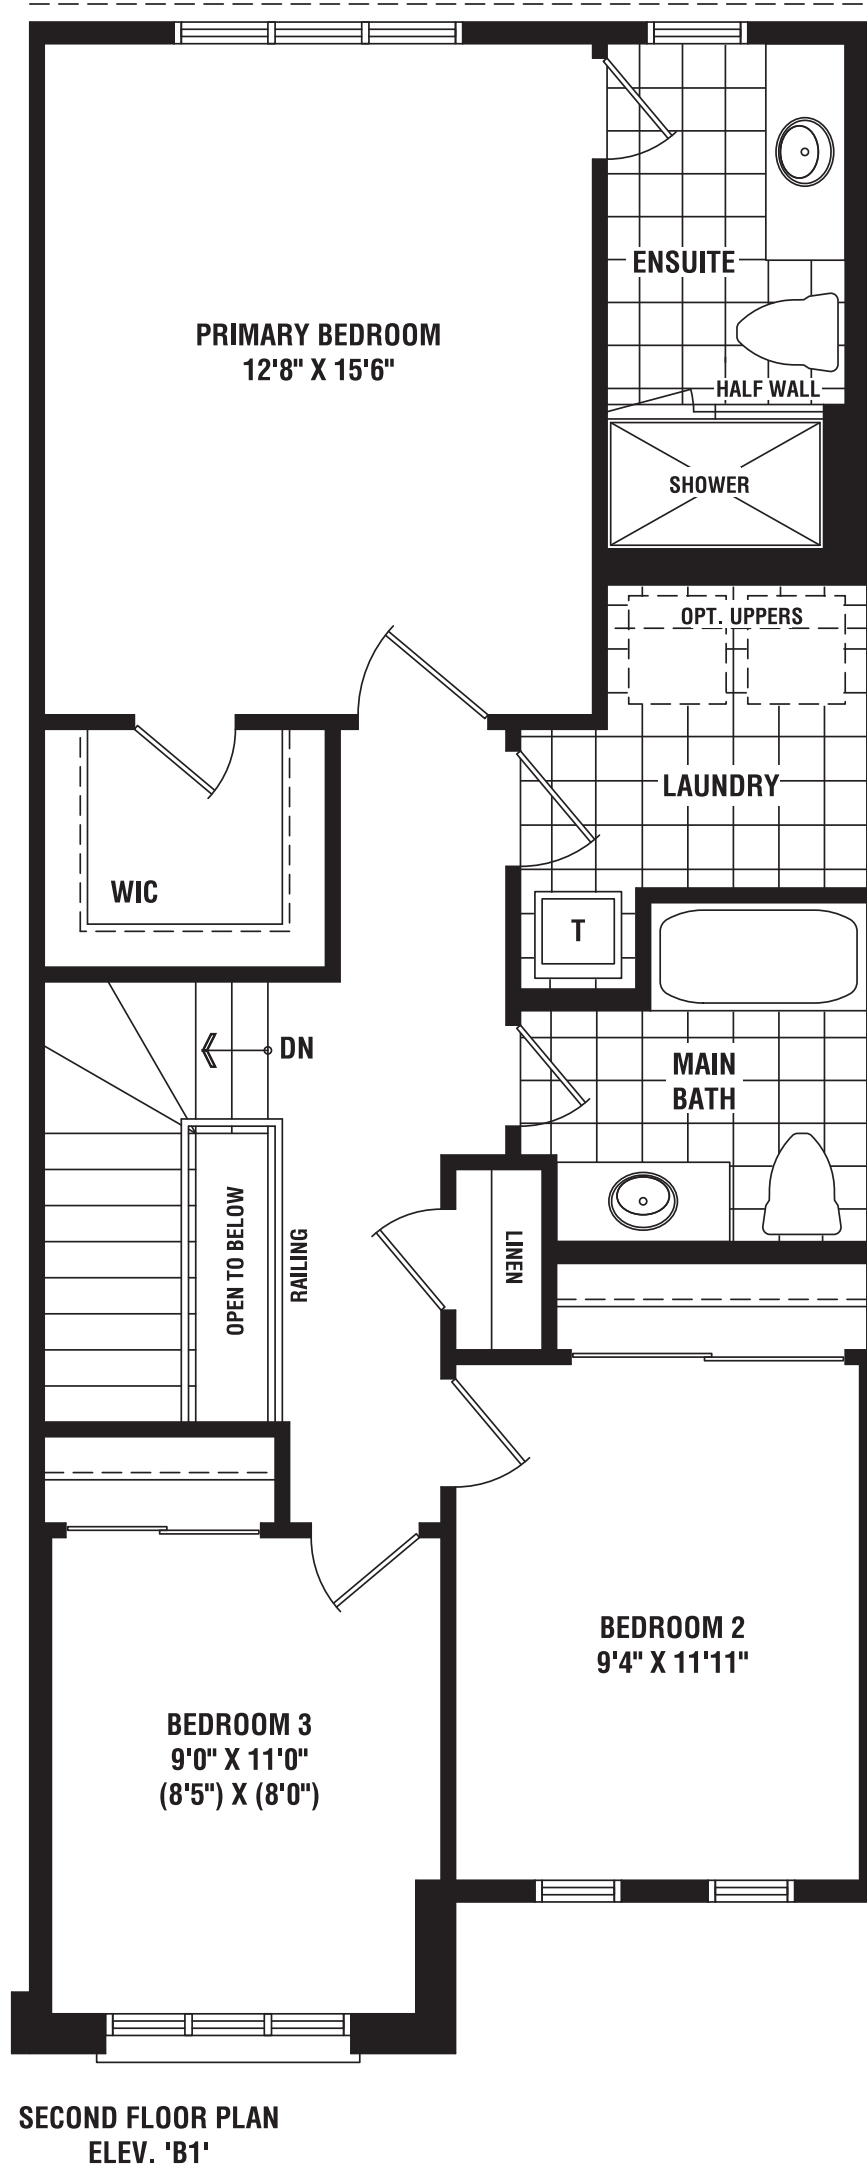 ENSUITE
PRIMARY BEDROOM
12'8" X 15'6"
HALF WALL
SHOWER
OPT. UPPERS
LAUNDRY
WIC
T
DN
MAIN
BATH
OPEN TO BELOW
RAILING
LINEN
BEDROOM 2
9'4" X 11'11"
BEDROOM 3
9'0" X 11'0"
(8'5") X (8'0")
SECOND FLOOR PLAN
ELEV. 'B1'